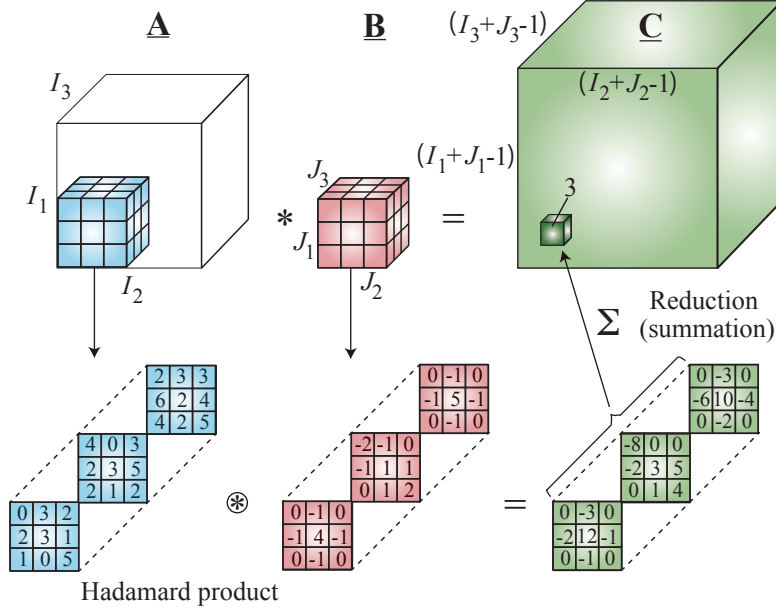 A B C
(I3+J3-1)
(I2+J2-1)
I3
(I1+J1-1)
J3
3
I1
* =
J1
I2
J2
Σ Reduction
(summation)
2 3 3
6 2 4
4 2 5
0 -1 0
-1 5 -1
0 -1 0
0 -3 0
-6 10 -4
0 -2 0
4 0 3
2 3 5
2 1 2
-2 -1 0
-1 1 1
0 1 2
-8 0 0
-2 3 5
0 1 4
0 3 2
2 3 1
1 0 5
⊛
0 -1 0
-1 4 -1
0 -1 0
=
0 -3 0
-2 12 -1
0 -1 0
Hadamard product